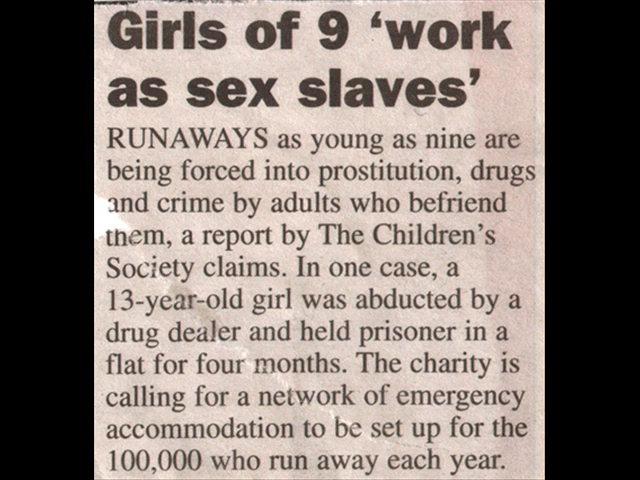 Girls of 9 ‘work
as sex slaves’
RUNAWAYS as young as nine are
being forced into prostitution, drugs
and crime by adults who befriend
them, a report by The Children’s
Society claims. In one case, a
13-year-old girl was abducted by a
drug dealer and held prisoner in a
flat for four months. The charity is
calling for a network of emergency
accommodation to be set up for the
100,000 who run away each year.